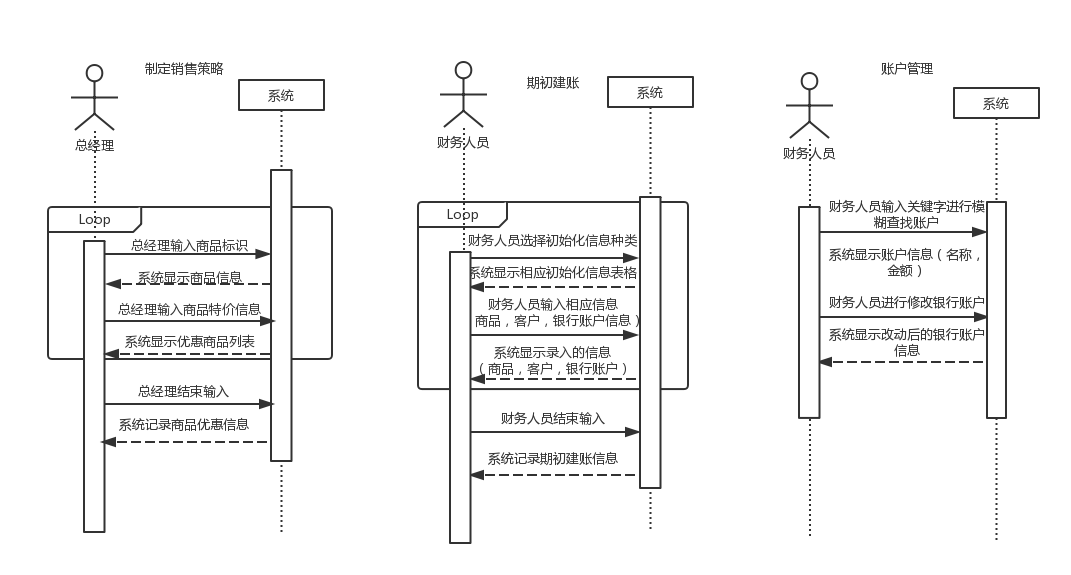 制定销售策略
系统
总经理
Loop
总经理输入商品标识
系统显示商品信息
总经理输入商品特价信息
系统显示优惠商品列表
总经理结束输入
系统记录商品优惠信息
期初建账
系统
财务人员
Loop
财务人员选择初始化信息种类
系统显示相应初始化信息表格
财务人员输入相应信息
商品，客户，银行账户信息）
系统显示录入的信息
（商品，客户，银行账户）
财务人员结束输入
系统记录期初建账信息
账户管理
系统
财务人员
财务人员输入关键字进行模
糊查找账户
系统显示账户信息（名称，
金额）
财务人员进行修改银行账户
系统显示改动后的银行账户
信息